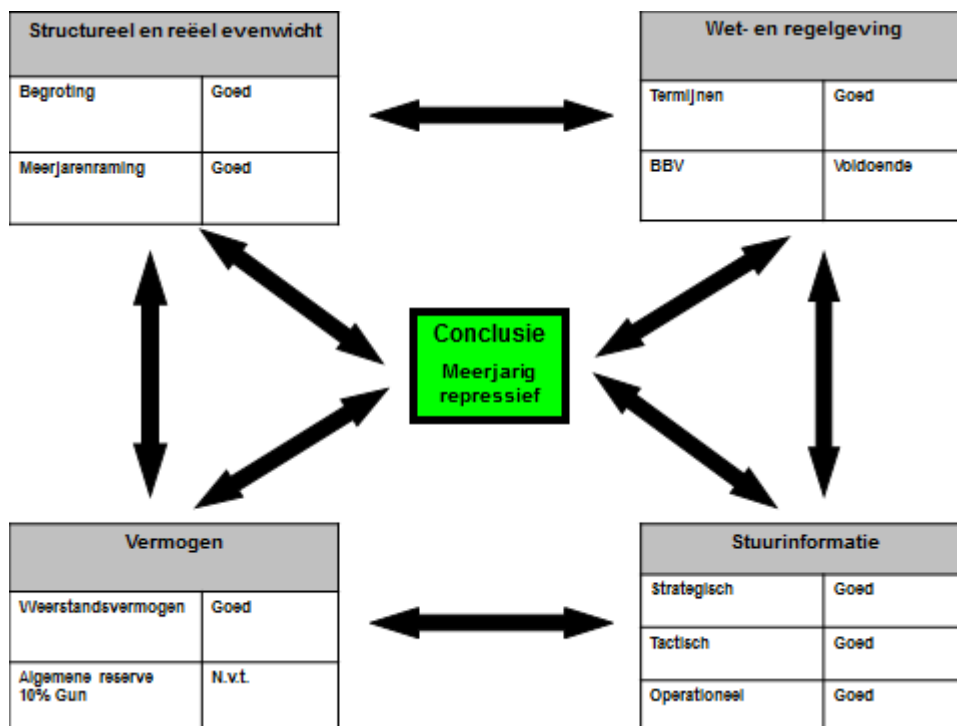 Structureel en reëel evenwicht
Begroting Goed
Meerjarenraming Goed
Wet- en regelgeving
Termijnen Goed
BBV Voldoende
Conclusie
Meerjarig
repressief
Vermogen
Weerstandsvermogen Goed
Algemene reserve N.v.t.
10% Gun
Stuurinformatie
Strategisch Goed
Tactisch Goed
Operationeel Goed